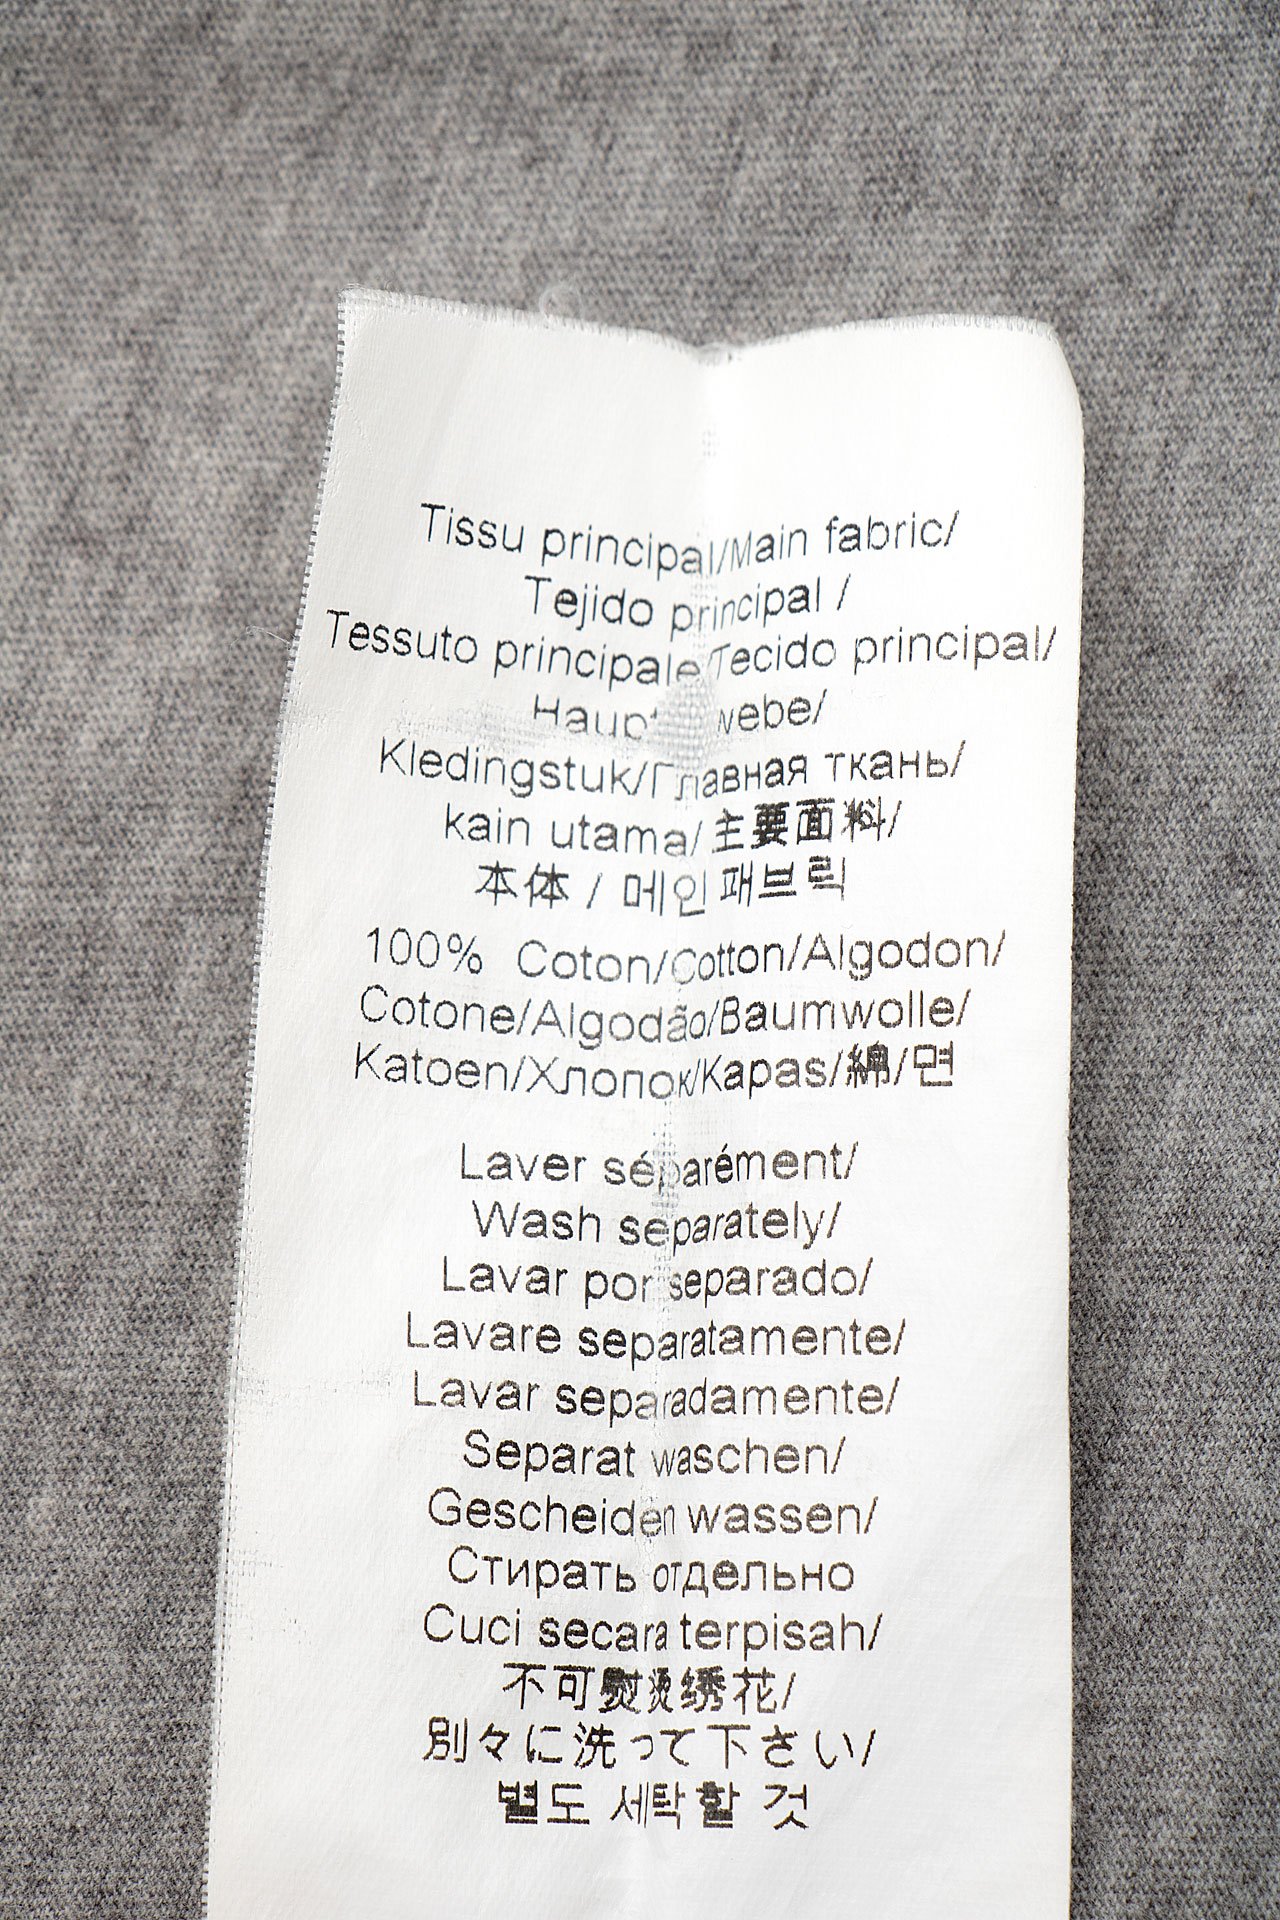 Tissu principal/Main fabric/
Tejido principal /
Tessuto principale/Tecido principal/
Kledingstuk/Главная ткань/
kain utama/主要面料/
本体 / 메인 패브릭
100% Coton/Cotton/Algodon/
Cotone/Algodão/Baumwolle/
Katoen/Хлопок/Kapas/綿/면
Laver séparément/
Wash separately/
Lavar por separado/
Lavare separatamente/
Lavar separadamente/
Separat waschen/
Gescheiden wassen/
Стирать отдельно
Cuci secara terpisah/
不可熨烫绣花/
別々に洗って下さい/
별도 세탁할 것